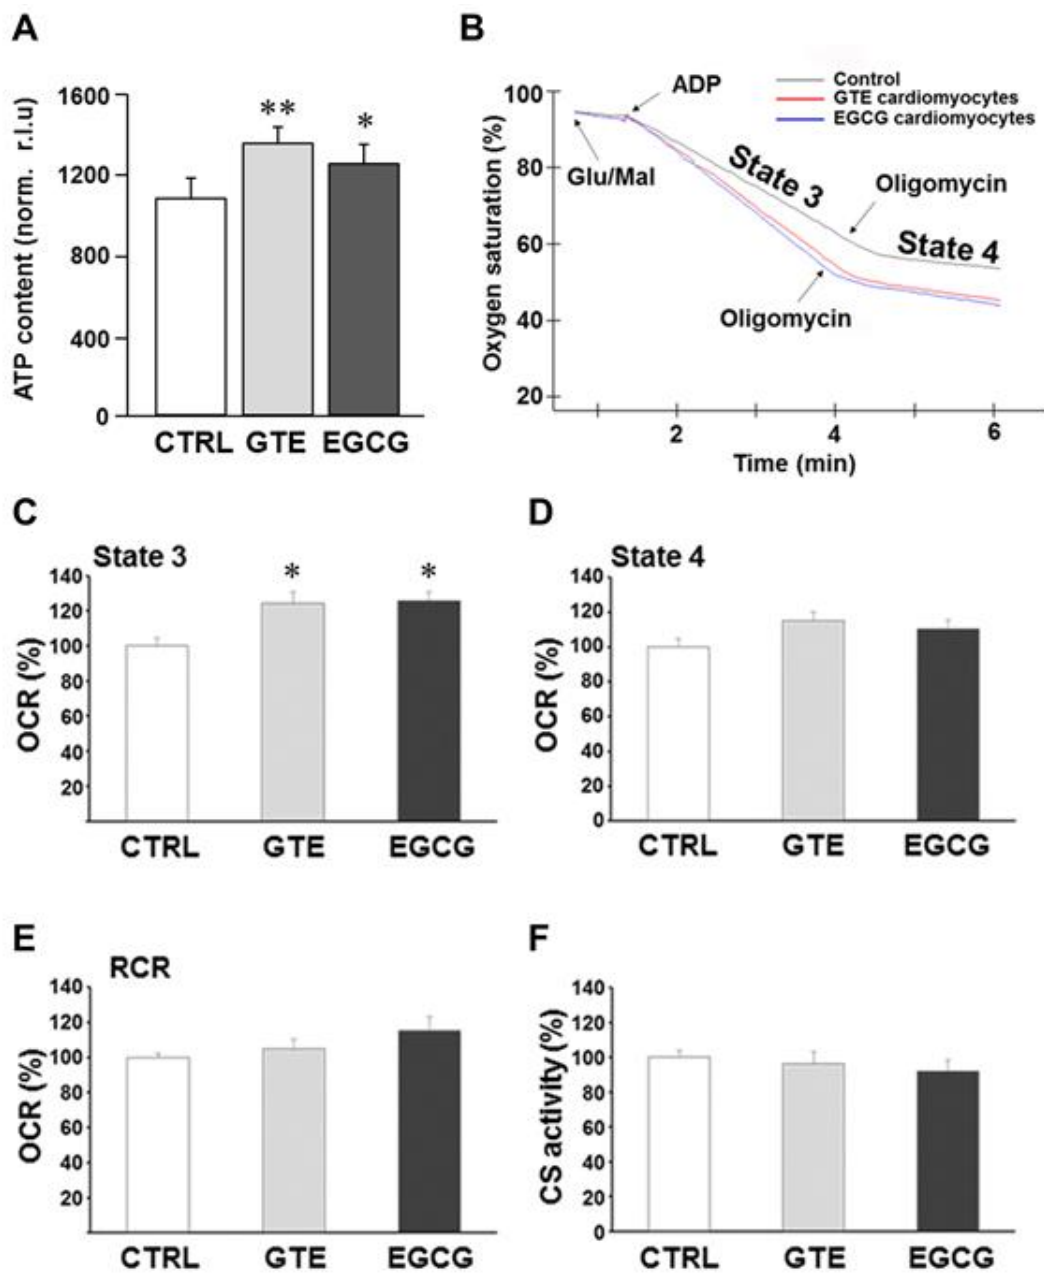 A
ATP content (norm. r.l.u)
1600
1200
800
400
0
**
*
CTRL GTE EGCG
B
Oxygen saturation (%)
100
80
60
40
20
Control
GTE cardiomyocytes
EGCG cardiomyocytes
ADP
Glu/Mal
State 3
Oligomycin
State 4
Oligomycin
2 4 6
Time (min)
C
State 3
OCR (%)
140
120
100
80
60
40
20
* *
CTRL GTE EGCG
D
State 4
OCR (%)
140
120
100
80
60
40
20
0
CTRL GTE EGCG
E
RCR
OCR (%)
140
120
100
80
60
40
20
CTRL GTE EGCG
F
CS activity (%)
140
120
100
80
60
40
20
0
CTRL GTE EGCG